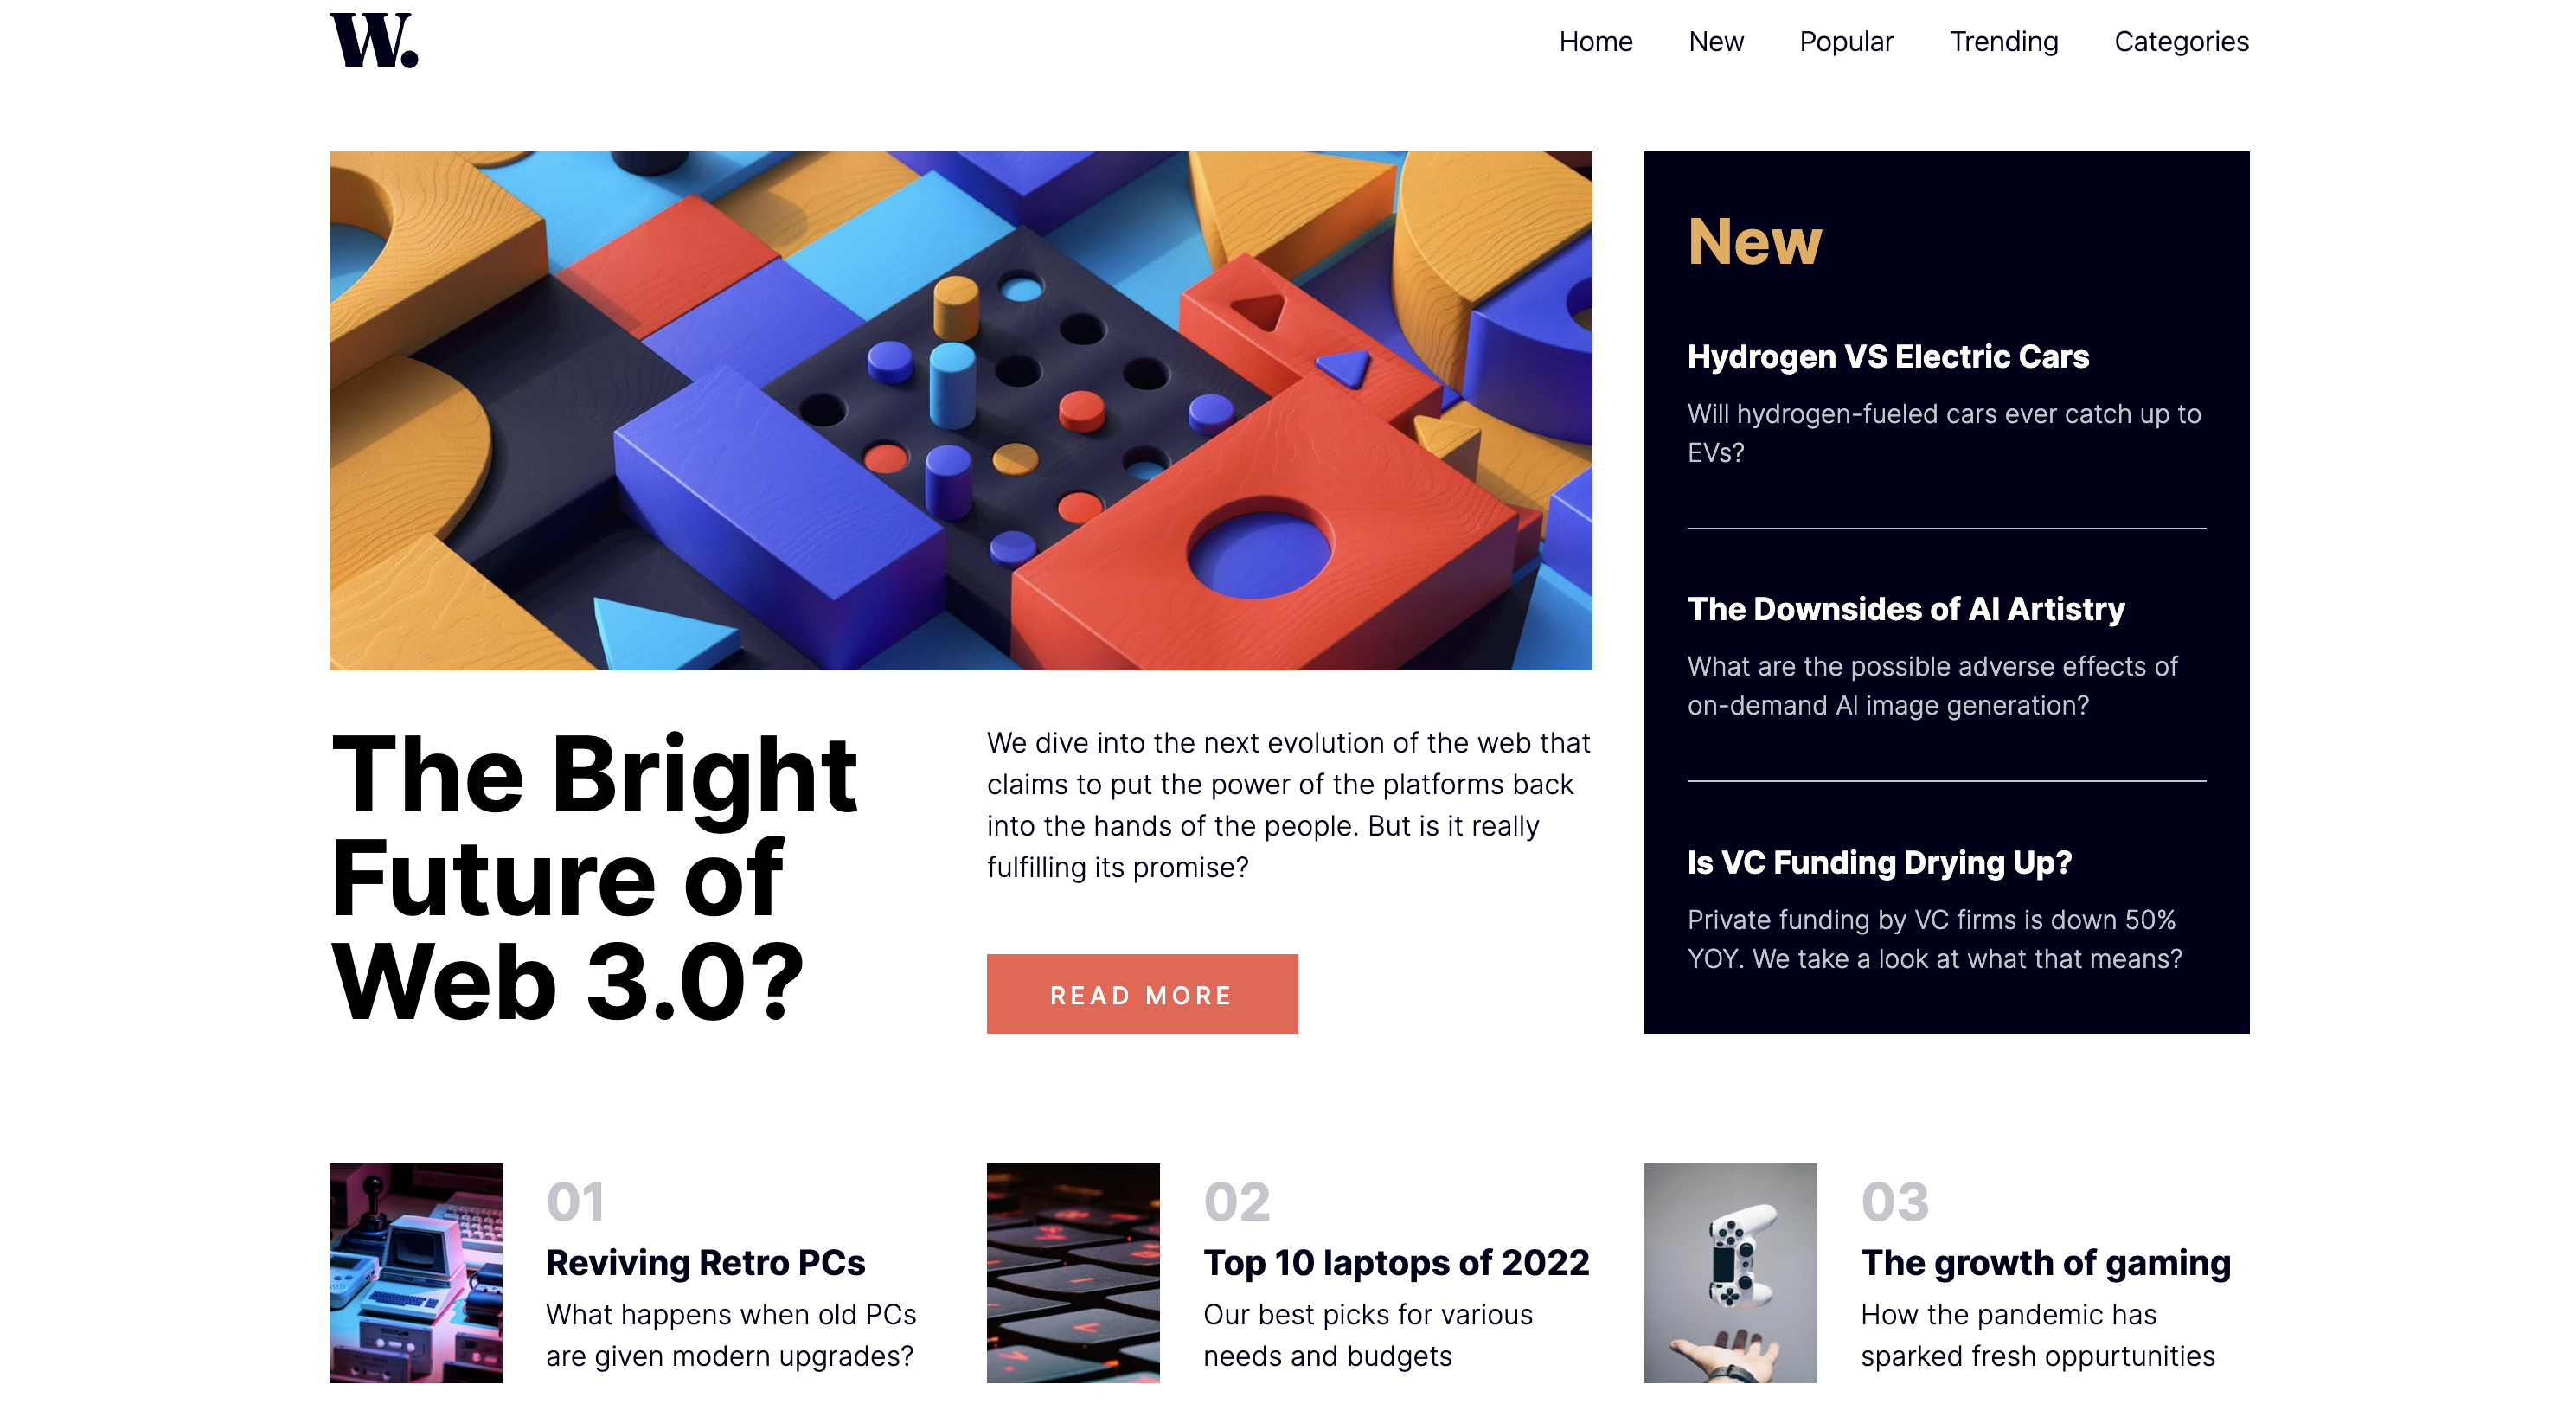 W.
Home New Popular Trending Categories
New
Hydrogen VS Electric Cars
Will hydrogen-fueled cars ever catch up to
EVs?
The Downsides of AI Artistry
What are the possible adverse effects of
on-demand AI image generation?
Is VC Funding Drying Up?
Private funding by VC firms is down 50%
YOY. We take a look at what that means?
The Bright
Future of
Web 3.0?
We dive into the next evolution of the web that
claims to put the power of the platforms back
into the hands of the people. But is it really
fulfilling its promise?
READ MORE
01
Reviving Retro PCs
What happens when old PCs
are given modern upgrades?
02
Top 10 laptops of 2022
Our best picks for various
needs and budgets
03
The growth of gaming
How the pandemic has
sparked fresh oppurtunities